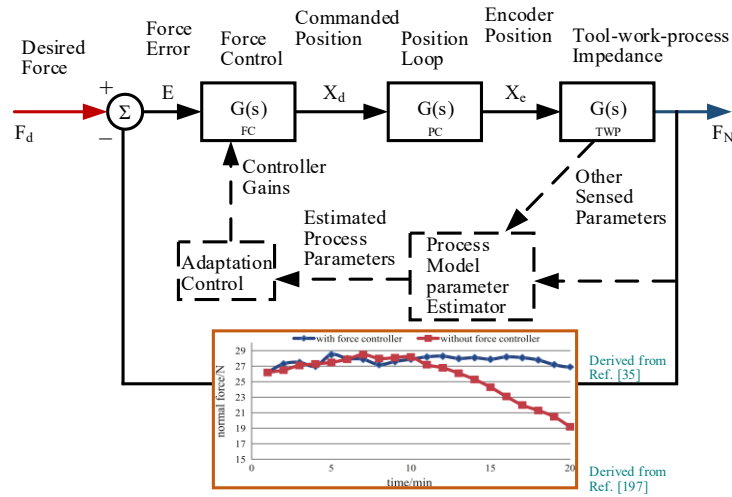 Desired
Force
Force
Error
Force
Control
Commanded
Position
Position
Loop
Encoder
Position
Tool-work-process
Impedance
+
Σ
−
F_d
E
G(s)
FC
X_d
G(s)
PC
X_e
G(s)
TWP
F_N
Controller
Gains
Other
Sensed
Parameters
Estimated
Process
Parameters
Adaptation
Control
Process
Model
parameter
Estimator
with force controller
without force controller
normal force/N
29
27
25
23
21
19
17
15
0
5
10
15
20
time/min
Derived from
Ref. [35]
Derived from
Ref. [197]